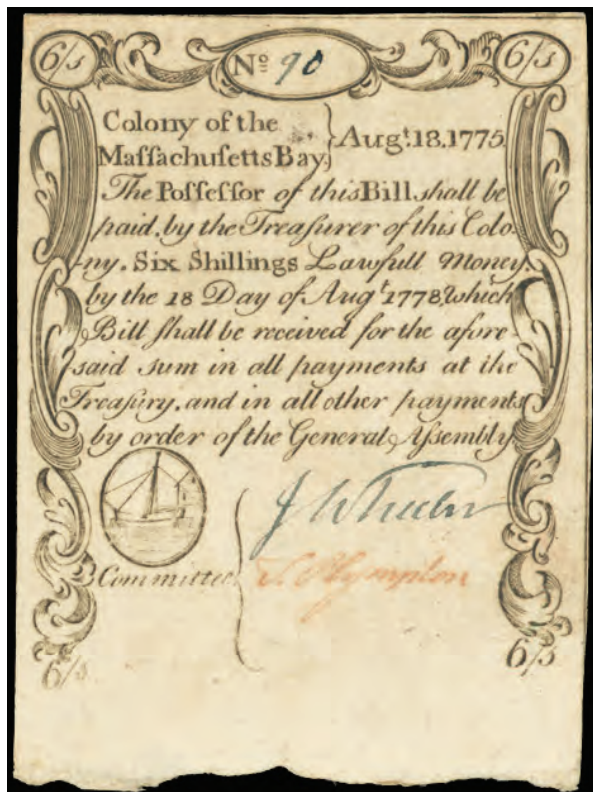 6/s No 90 6/s
Colony of the
Maſſachuſetts Bay } Augt. 18. 1775
The Poſſeſſor of this Bill shall be
paid, by the Treaſurer of this Colo-
ny. Six Shillings Lawfull Money.
by the 18 Day of Augt 1778, which
Bill ſhall be received for the afore-
said sum in all payments at the
Treaſury. and in all other payments
by order of the General Aſsembly
J Wheeler
Committee { S. Plympton
6/s 6/s